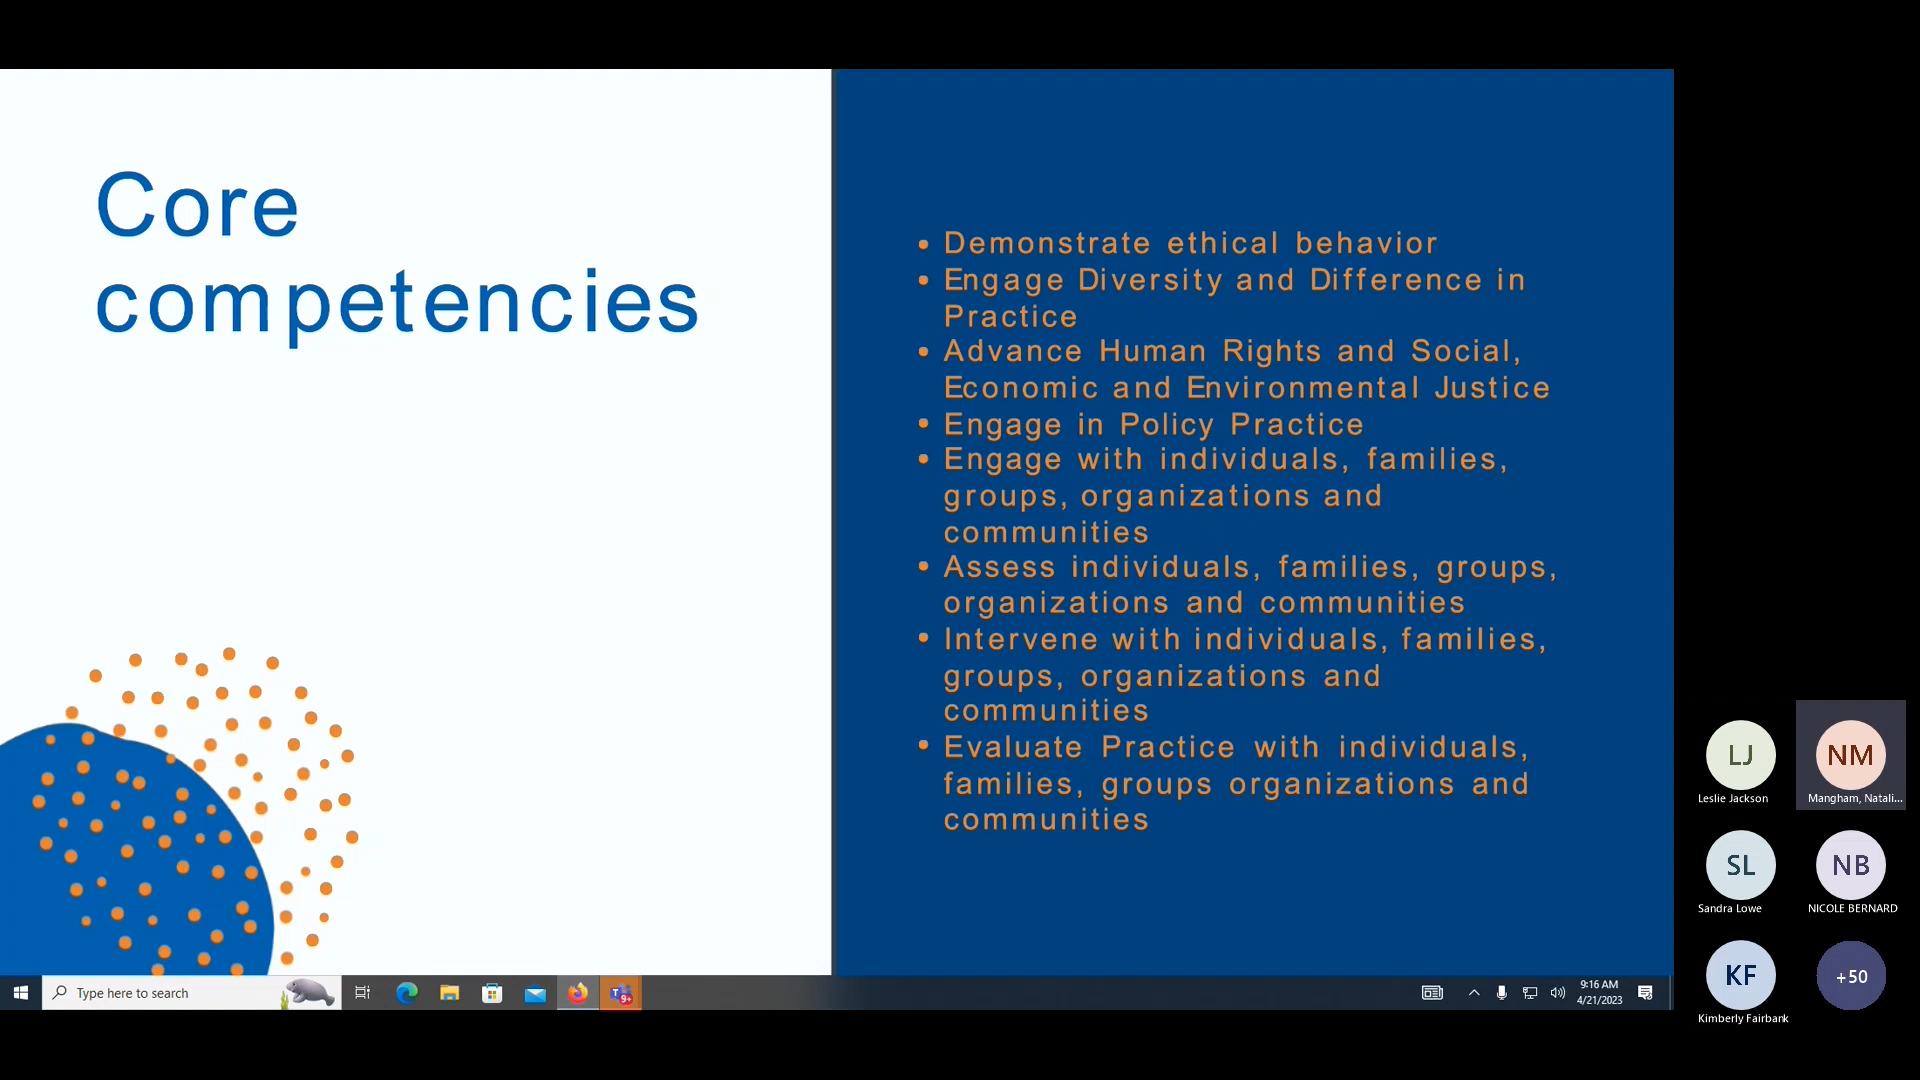 Core
competencies
• Demonstrate ethical behavior
• Engage Diversity and Difference in
Practice
• Advance Human Rights and Social,
Economic and Environmental Justice
• Engage in Policy Practice
• Engage with individuals, families,
groups, organizations and
communities
• Assess individuals, families, groups,
organizations and communities
• Intervene with individuals, families,
groups, organizations and
communities
• Evaluate Practice with individuals,
families, groups organizations and
communities
LJ
Leslie Jackson
NM
Mangham, Natali...
SL
Sandra Lowe
NB
NICOLE BERNARD
KF
Kimberly Fairbank
+50
Type here to search
T
9+
9:16 AM
4/21/2023